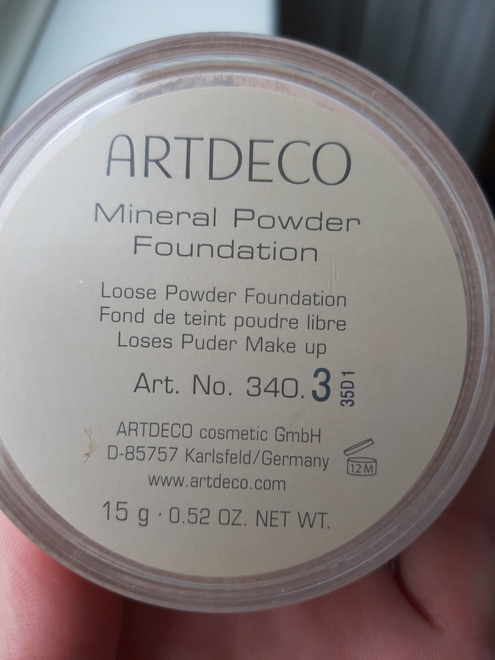 ARTDECO
Mineral Powder
Foundation
Loose Powder Foundation
Fond de teint poudre libre
Loses Puder Make up
Art. No. 340.3 35D1
ARTDECO cosmetic GmbH
D-85757 Karlsfeld/Germany
12 M
www.artdeco.com
15 g · 0.52 OZ. NET WT.